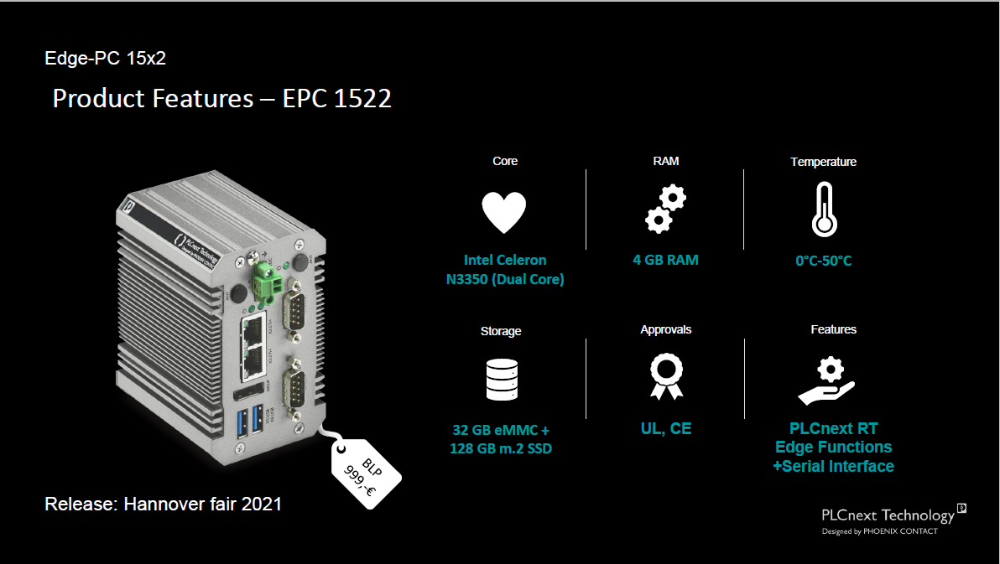 Edge-PC 15x2
Product Features – EPC 1522
Core
RAM
Temperature
Intel Celeron
N3350 (Dual Core)
4 GB RAM
0°C-50°C
Storage
Approvals
Features
32 GB eMMC +
128 GB m.2 SSD
UL, CE
PLCnext RT
Edge Functions
+Serial Interface
PLCnext Technology
Designed by PHOENIX CONTACT
BLP
999,-€
Release: Hannover fair 2021
PLCnext Technology
Designed by PHOENIX CONTACT